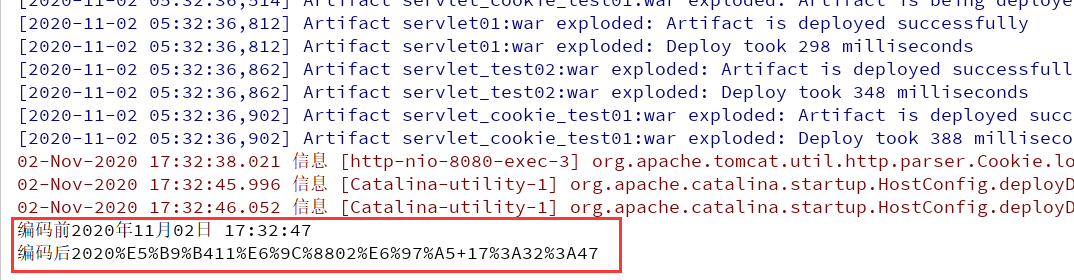 [2020-11-02 05:32:36,514] Artifact servlet_cookie_test01:war exploded: Artifact is being deploye
[2020-11-02 05:32:36,812] Artifact servlet01:war exploded: Artifact is deployed successfully
[2020-11-02 05:32:36,812] Artifact servlet01:war exploded: Deploy took 298 milliseconds
[2020-11-02 05:32:36,862] Artifact servlet_test02:war exploded: Artifact is deployed successfull
[2020-11-02 05:32:36,862] Artifact servlet_test02:war exploded: Deploy took 348 milliseconds
[2020-11-02 05:32:36,902] Artifact servlet_cookie_test01:war exploded: Artifact is deployed succ
[2020-11-02 05:32:36,902] Artifact servlet_cookie_test01:war exploded: Deploy took 388 milliseco
02-Nov-2020 17:32:38.021 信息 [http-nio-8080-exec-3] org.apache.tomcat.util.http.parser.Cookie.lo
02-Nov-2020 17:32:45.996 信息 [Catalina-utility-1] org.apache.catalina.startup.HostConfig.deployD
02-Nov-2020 17:32:46.052 信息 [Catalina-utility-1] org.apache.catalina.startup.HostConfig.deployD
编码前2020年11月02日 17:32:47
编码后2020%E5%B9%B411%E6%9C%8802%E6%97%A5+17%3A32%3A47